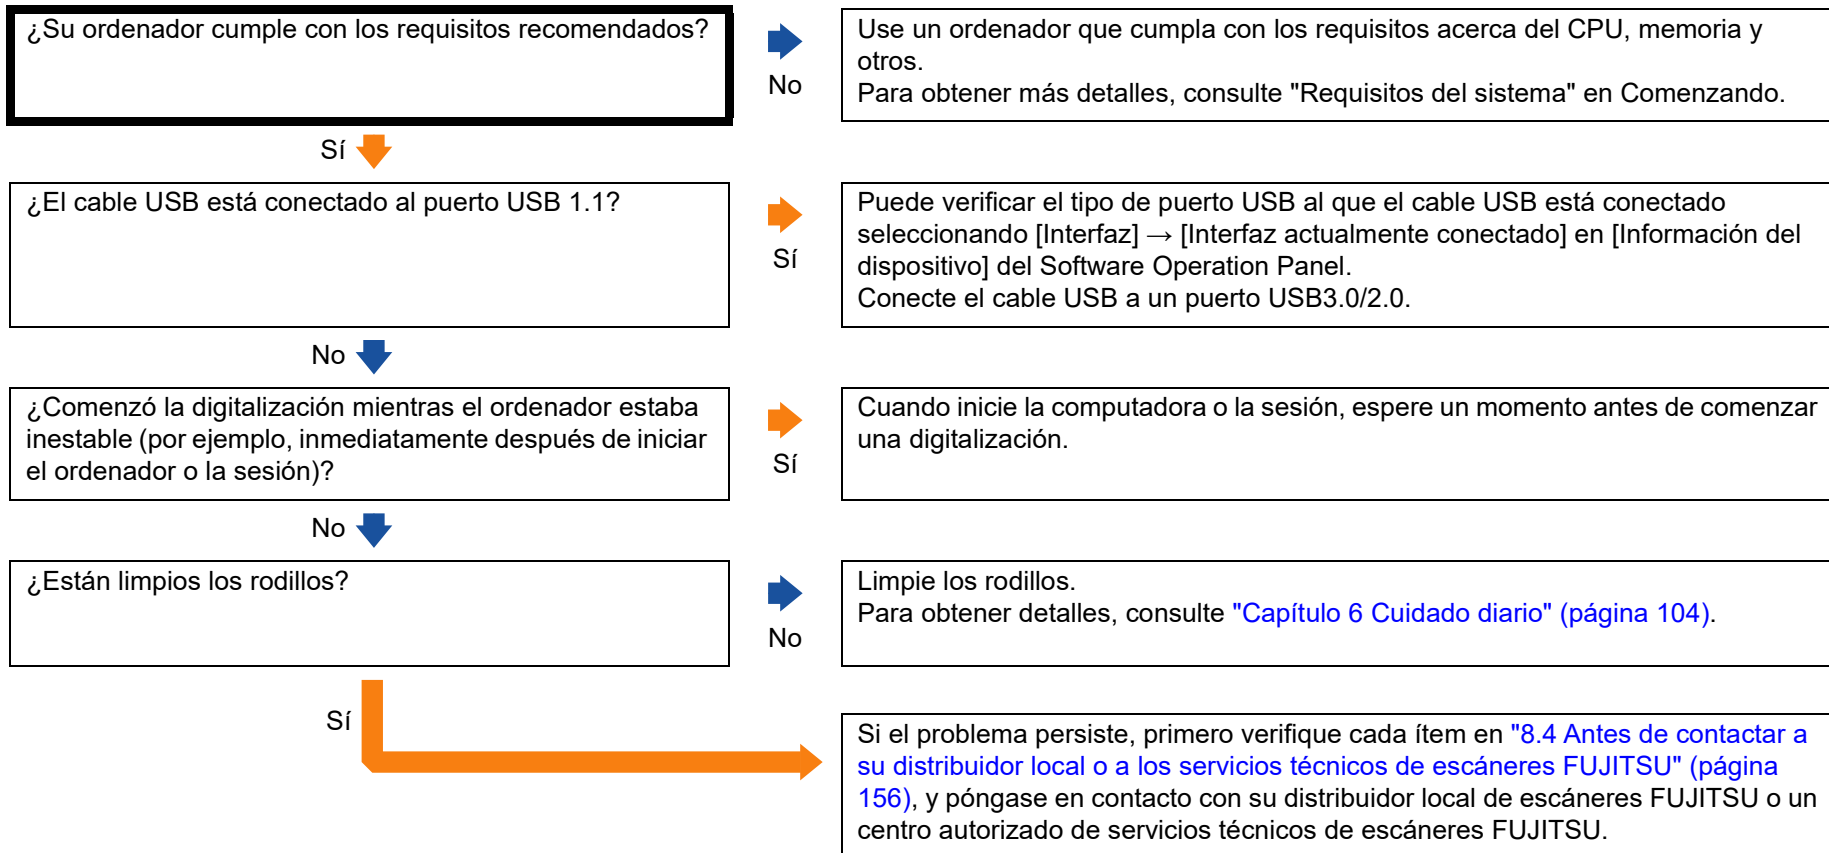 ¿Su ordenador cumple con los requisitos recomendados?
No
Use un ordenador que cumpla con los requisitos acerca del CPU, memoria y
otros.
Para obtener más detalles, consulte "Requisitos del sistema" en Comenzando.
Sí
¿El cable USB está conectado al puerto USB 1.1?
Sí
Puede verificar el tipo de puerto USB al que el cable USB está conectado
seleccionando [Interfaz] → [Interfaz actualmente conectado] en [Información del
dispositivo] del Software Operation Panel.
Conecte el cable USB a un puerto USB3.0/2.0.
No
¿Comenzó la digitalización mientras el ordenador estaba
inestable (por ejemplo, inmediatamente después de iniciar
el ordenador o la sesión)?
Sí
Cuando inicie la computadora o la sesión, espere un momento antes de comenzar
una digitalización.
No
¿Están limpios los rodillos?
No
Limpie los rodillos.
Para obtener detalles, consulte "Capítulo 6 Cuidado diario" (página 104).
Sí
Si el problema persiste, primero verifique cada ítem en "8.4 Antes de contactar a
su distribuidor local o a los servicios técnicos de escáneres FUJITSU" (página
156), y póngase en contacto con su distribuidor local de escáneres FUJITSU o un
centro autorizado de servicios técnicos de escáneres FUJITSU.